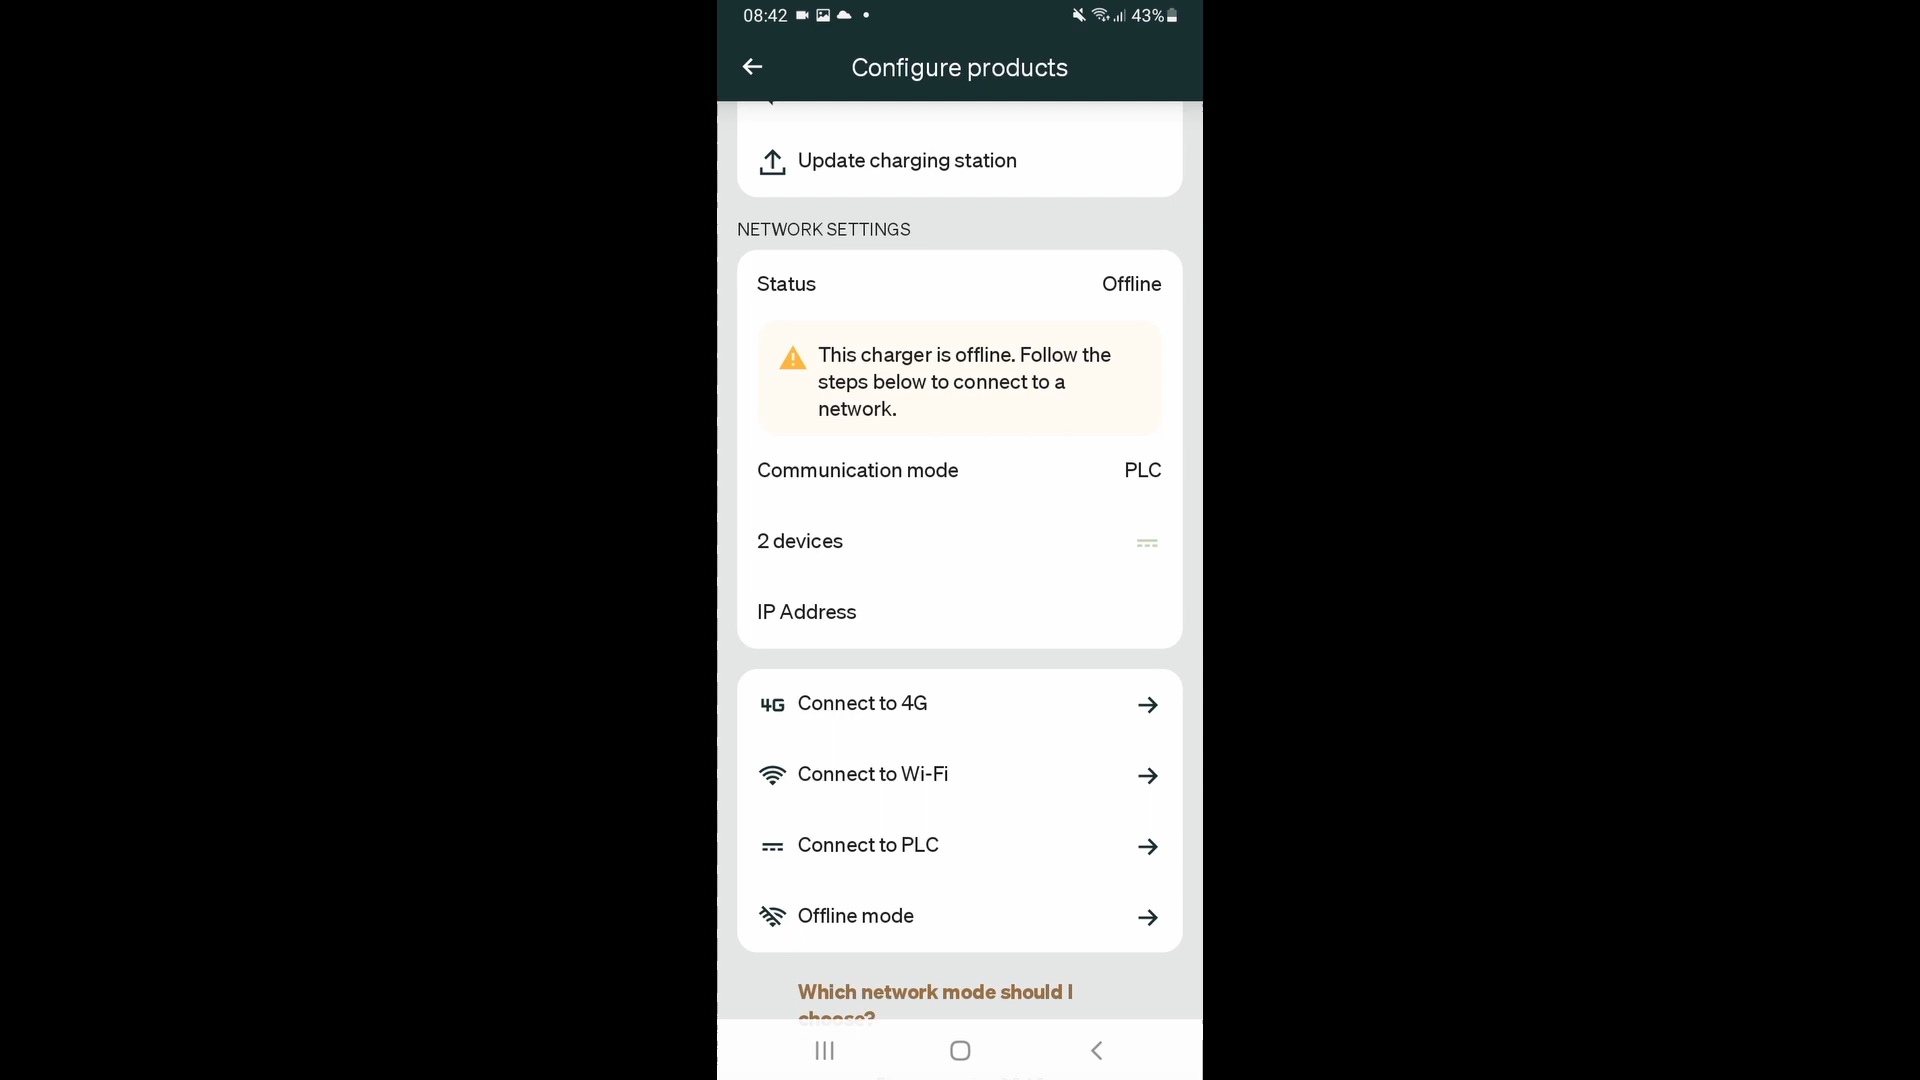 08:42
43%
Configure products
Update charging station
NETWORK SETTINGS
Status
Offline
This charger is offline. Follow the
steps below to connect to a
network.
Communication mode
PLC
2 devices
IP Address
4G Connect to 4G
Connect to Wi-Fi
Connect to PLC
Offline mode
Which network mode should I
choose?